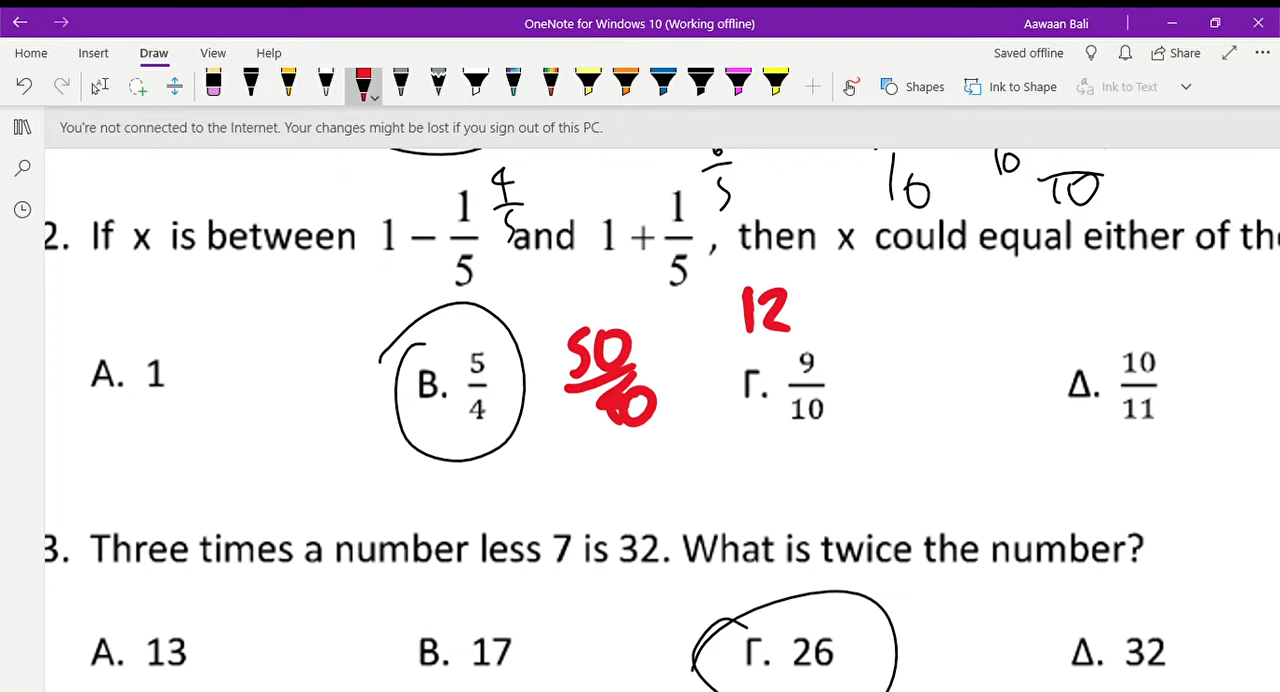 OneNote for Windows 10 (Working offline)
Aawaan Bali
Home Insert Draw View Help
Saved offline Share
Shapes Ink to Shape Ink to Text
You're not connected to the Internet. Your changes might be lost if you sign out of this PC.
10 10
4/5 5 10
2. If x is between 1 − 1/5 and 1 + 1/5 , then x could equal either of the
12
50/40
A. 1 B. 5/4 Γ. 9/10 Δ. 10/11
3. Three times a number less 7 is 32. What is twice the number?
A. 13 B. 17 Γ. 26 Δ. 32